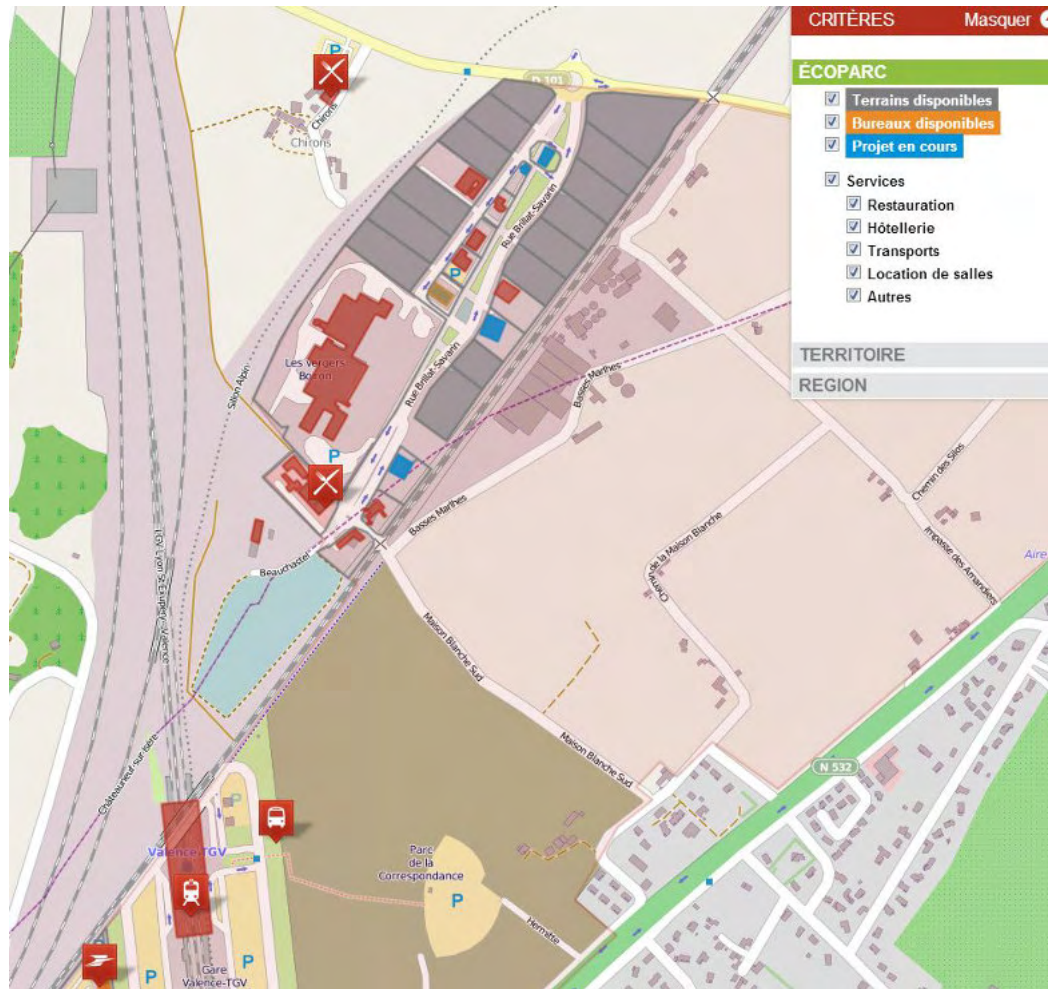 CRITÈRES
Masquer
ÉCOPARC
Terrains disponibles
Bureaux disponibles
Projet en cours
Services
Restauration
Hôtellerie
Transports
Location de salles
Autres
TERRITOIRE
REGION
P
D 101
Chirons
Chirons
Rue Brillat-Savarin
P
Sillon Alpin
Les Vergers
Boiron
Rue Brillat-Savarin
Basses Marlhes
P
Chemin des Silos
Basses Marlhes
Chemin de la Maison Blanche
Impasse des Amandiers
Aire
TGV Lyon St-Exupéry-Valence
Beauchastel
Maison Blanche Sud
Châteauneuf-sur-Isère
Maison Blanche Sud
N 532
P
Valence-TGV
Parc
de la
Correspondance
P
Hermitte
P
P
Gare
Valence-TGV
P